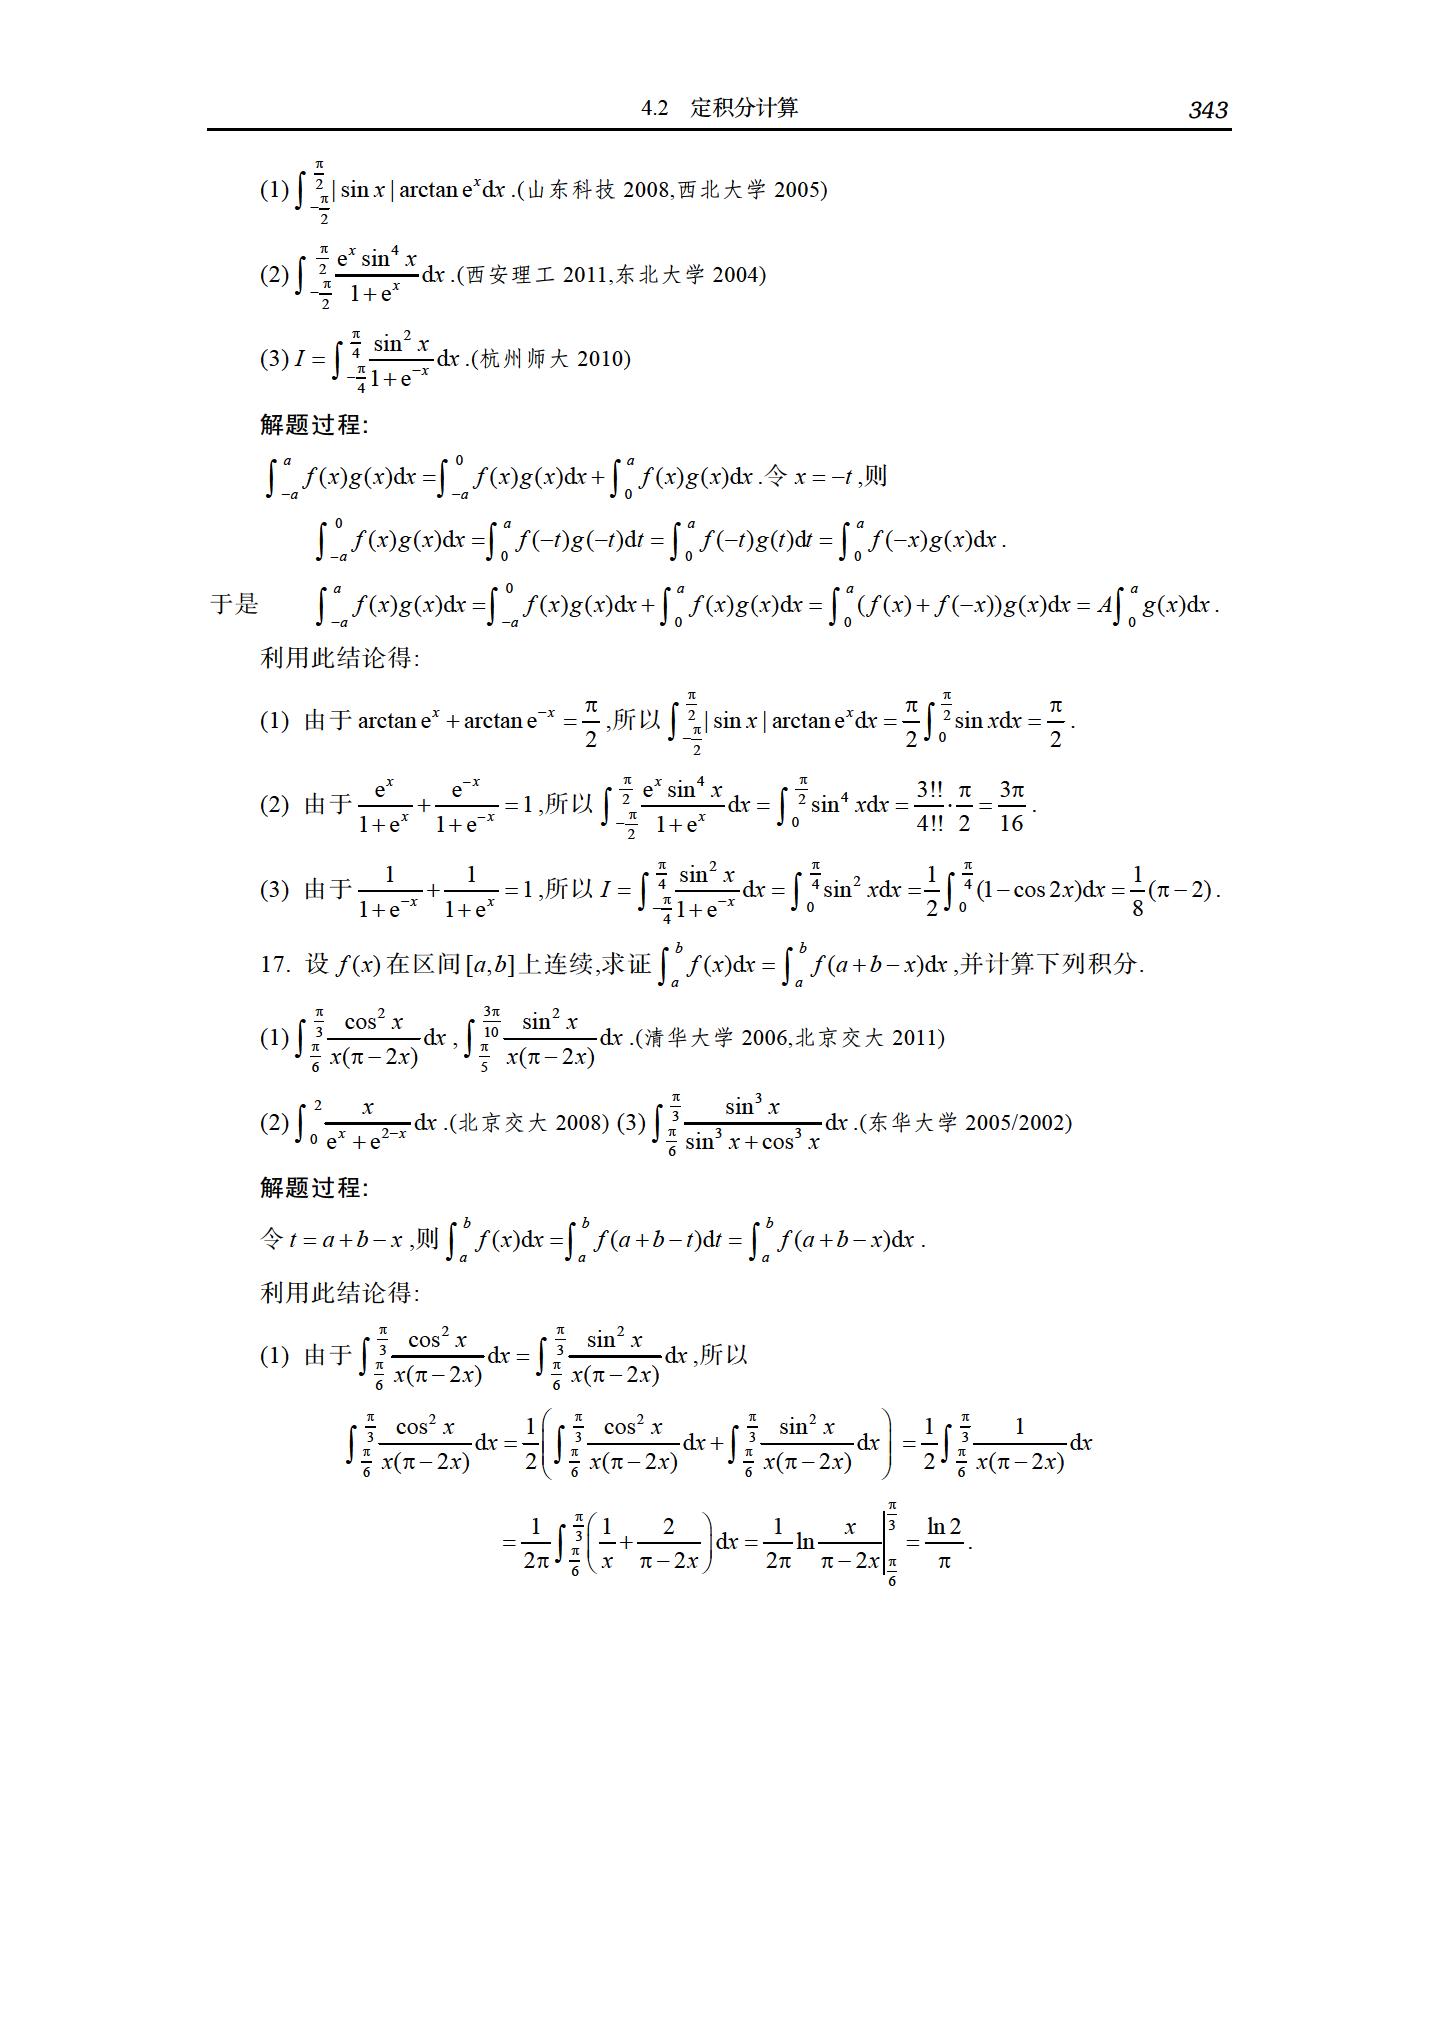 4.2 定积分计算 343
(1) $\int_{-\frac{\pi}{2}}^{\frac{\pi}{2}} |\sin x| \arctan e^x dx$ .(山东科技 2008,西北大学 2005)
(2) $\int_{-\frac{\pi}{2}}^{\frac{\pi}{2}} \frac{e^x \sin^4 x}{1+e^x} dx$ .(西安理工 2011,东北大学 2004)
(3) $I = \int_{-\frac{\pi}{4}}^{\frac{\pi}{4}} \frac{\sin^2 x}{1+e^{-x}} dx$ .(杭州师大 2010)
解题过程:
$\int_{-a}^{a} f(x)g(x)dx = \int_{-a}^{0} f(x)g(x)dx + \int_{0}^{a} f(x)g(x)dx$ .令 $x = -t$ ,则
$\int_{-a}^{0} f(x)g(x)dx = \int_{0}^{a} f(-t)g(-t)dt = \int_{0}^{a} f(-t)g(t)dt = \int_{0}^{a} f(-x)g(x)dx$ .
于是 $\int_{-a}^{a} f(x)g(x)dx = \int_{-a}^{0} f(x)g(x)dx + \int_{0}^{a} f(x)g(x)dx = \int_{0}^{a} (f(x)+f(-x))g(x)dx = A\int_{0}^{a} g(x)dx$ .
利用此结论得:
(1) 由于 $\arctan e^x + \arctan e^{-x} = \frac{\pi}{2}$ ,所以 $\int_{-\frac{\pi}{2}}^{\frac{\pi}{2}} |\sin x| \arctan e^x dx = \frac{\pi}{2} \int_{0}^{\frac{\pi}{2}} \sin x dx = \frac{\pi}{2}$ .
(2) 由于 $\frac{e^x}{1+e^x} + \frac{e^{-x}}{1+e^{-x}} = 1$ ,所以 $\int_{-\frac{\pi}{2}}^{\frac{\pi}{2}} \frac{e^x \sin^4 x}{1+e^x} dx = \int_{0}^{\frac{\pi}{2}} \sin^4 x dx = \frac{3!!}{4!!} \cdot \frac{\pi}{2} = \frac{3\pi}{16}$ .
(3) 由于 $\frac{1}{1+e^{-x}} + \frac{1}{1+e^x} = 1$ ,所以 $I = \int_{-\frac{\pi}{4}}^{\frac{\pi}{4}} \frac{\sin^2 x}{1+e^{-x}} dx = \int_{0}^{\frac{\pi}{4}} \sin^2 x dx = \frac{1}{2} \int_{0}^{\frac{\pi}{4}} (1-\cos 2x)dx = \frac{1}{8}(\pi-2)$ .
17. 设 $f(x)$ 在区间 $[a,b]$ 上连续,求证 $\int_{a}^{b} f(x)dx = \int_{a}^{b} f(a+b-x)dx$ ,并计算下列积分.
(1) $\int_{\frac{\pi}{6}}^{\frac{\pi}{3}} \frac{\cos^2 x}{x(\pi-2x)} dx$ , $\int_{\frac{\pi}{5}}^{\frac{3\pi}{10}} \frac{\sin^2 x}{x(\pi-2x)} dx$ .(清华大学 2006,北京交大 2011)
(2) $\int_{0}^{2} \frac{x}{e^x+e^{2-x}} dx$ .(北京交大 2008) (3) $\int_{\frac{\pi}{6}}^{\frac{\pi}{3}} \frac{\sin^3 x}{\sin^3 x+\cos^3 x} dx$ .(东华大学 2005/2002)
解题过程:
令 $t = a+b-x$ ,则 $\int_{a}^{b} f(x)dx = \int_{a}^{b} f(a+b-t)dt = \int_{a}^{b} f(a+b-x)dx$ .
利用此结论得:
(1) 由于 $\int_{\frac{\pi}{6}}^{\frac{\pi}{3}} \frac{\cos^2 x}{x(\pi-2x)} dx = \int_{\frac{\pi}{6}}^{\frac{\pi}{3}} \frac{\sin^2 x}{x(\pi-2x)} dx$ ,所以
$\int_{\frac{\pi}{6}}^{\frac{\pi}{3}} \frac{\cos^2 x}{x(\pi-2x)} dx = \frac{1}{2} \left( \int_{\frac{\pi}{6}}^{\frac{\pi}{3}} \frac{\cos^2 x}{x(\pi-2x)} dx + \int_{\frac{\pi}{6}}^{\frac{\pi}{3}} \frac{\sin^2 x}{x(\pi-2x)} dx \right) = \frac{1}{2} \int_{\frac{\pi}{6}}^{\frac{\pi}{3}} \frac{1}{x(\pi-2x)} dx$
$= \frac{1}{2\pi} \int_{\frac{\pi}{6}}^{\frac{\pi}{3}} \left( \frac{1}{x} + \frac{2}{\pi-2x} \right) dx = \frac{1}{2\pi} \ln \frac{x}{\pi-2x} \Big|_{\frac{\pi}{6}}^{\frac{\pi}{3}} = \frac{\ln 2}{\pi}$ .